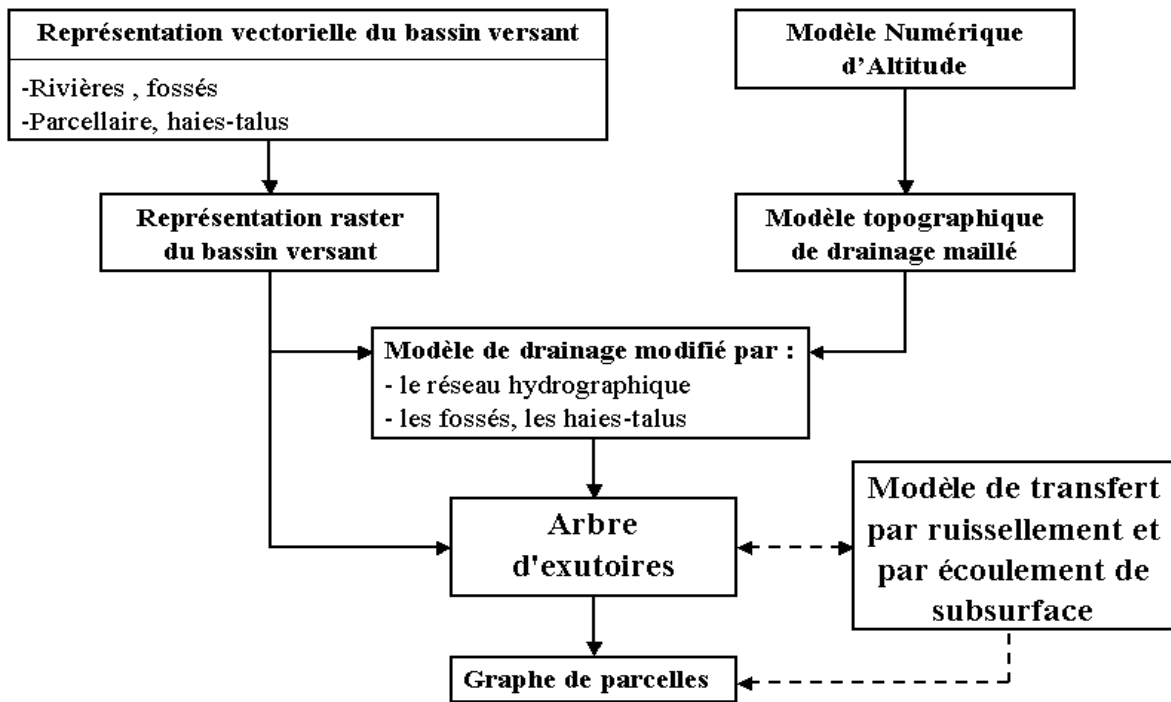 Représentation vectorielle du bassin versant
-Rivières , fossés
-Parcellaire, haies-talus
Modèle Numérique
d’Altitude
Représentation raster
du bassin versant
Modèle topographique
de drainage maillé
Modèle de drainage modifié par :
- le réseau hydrographique
- les fossés, les haies-talus
Arbre
d'exutoires
Modèle de transfert
par ruissellement et
par écoulement de
subsurface
Graphe de parcelles